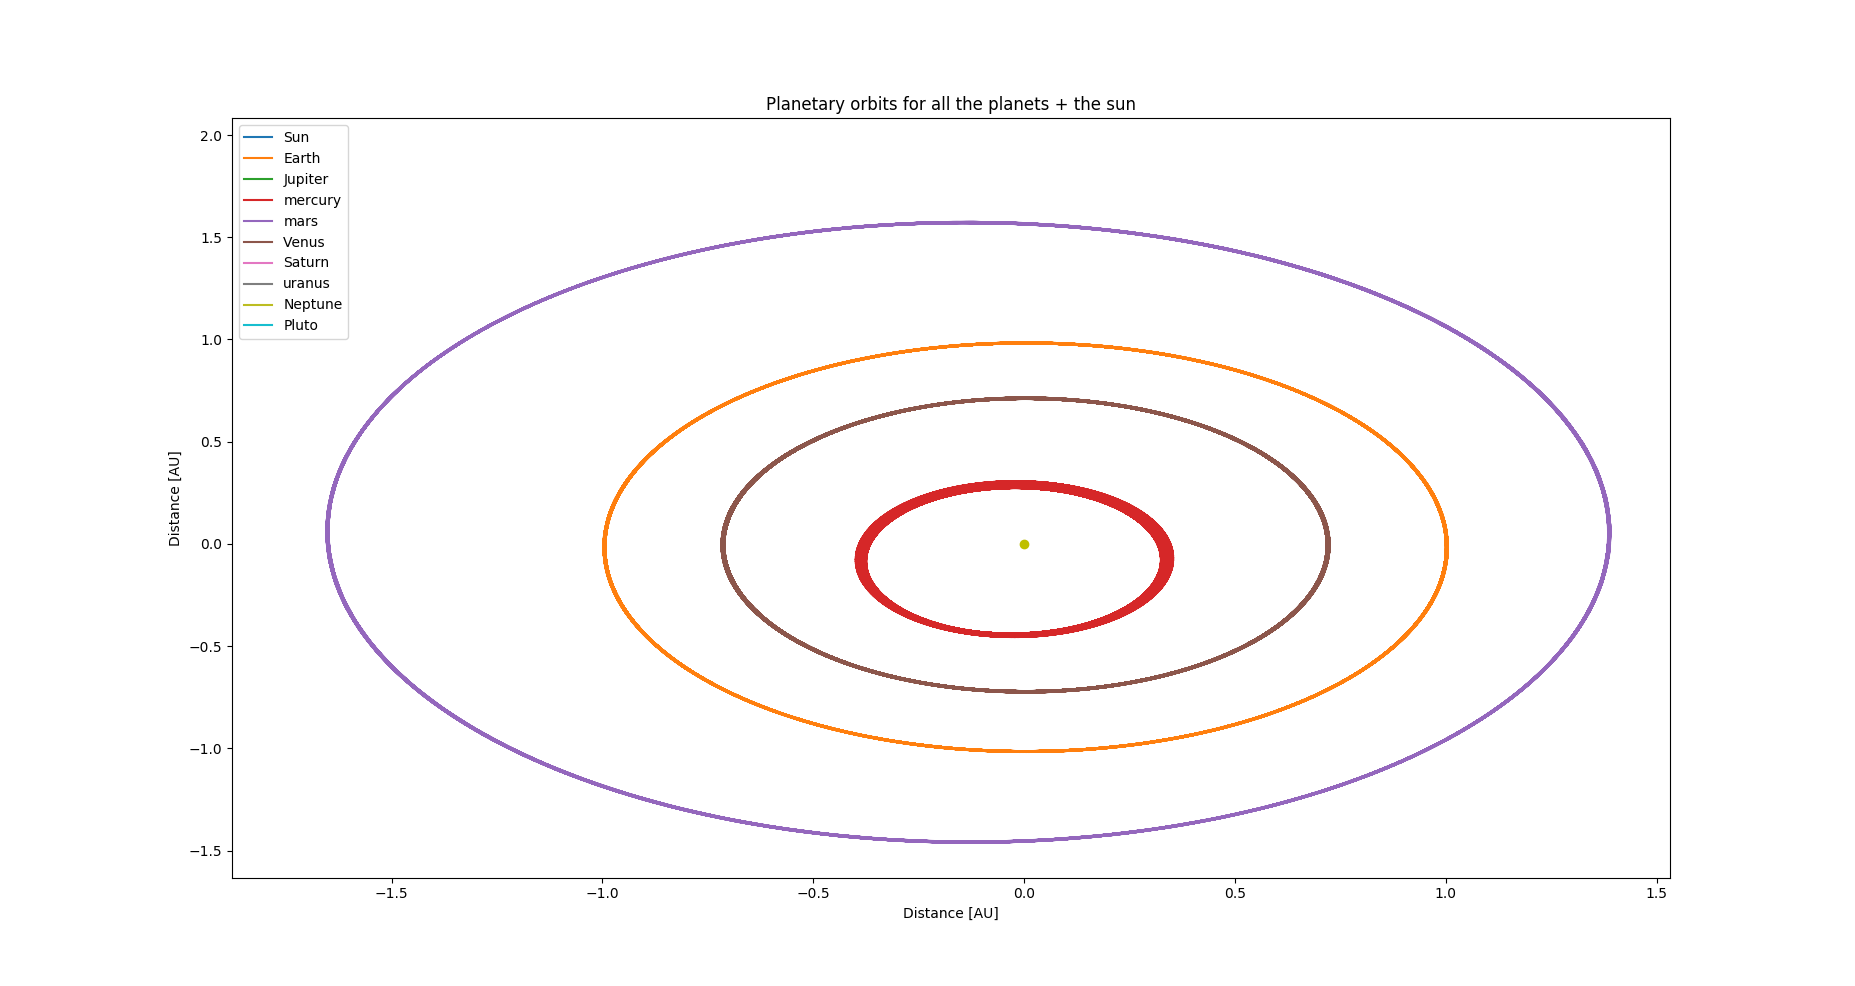 Planetary orbits for all the planets + the sun
Sun
Earth
Jupiter
mercury
mars
Venus
Saturn
uranus
Neptune
Pluto
2.0
1.5
1.0
0.5
0.0
−0.5
−1.0
−1.5
Distance [AU]
−1.5
−1.0
−0.5
0.0
0.5
1.0
1.5
Distance [AU]